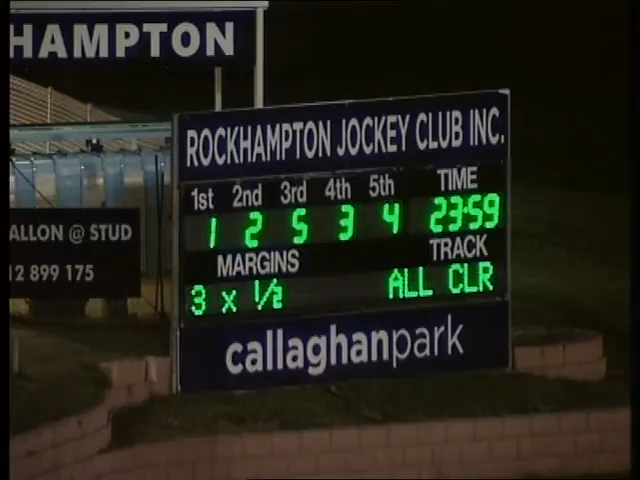 HAMPTON
ROCKHAMPTON JOCKEY CLUB INC.
1st 2nd 3rd 4th 5th TIME
1 2 5 3 4 23:59
MARGINS TRACK
3 x 1/2 ALL CLR
callaghanpark
ALLON @ STUD
12 899 175